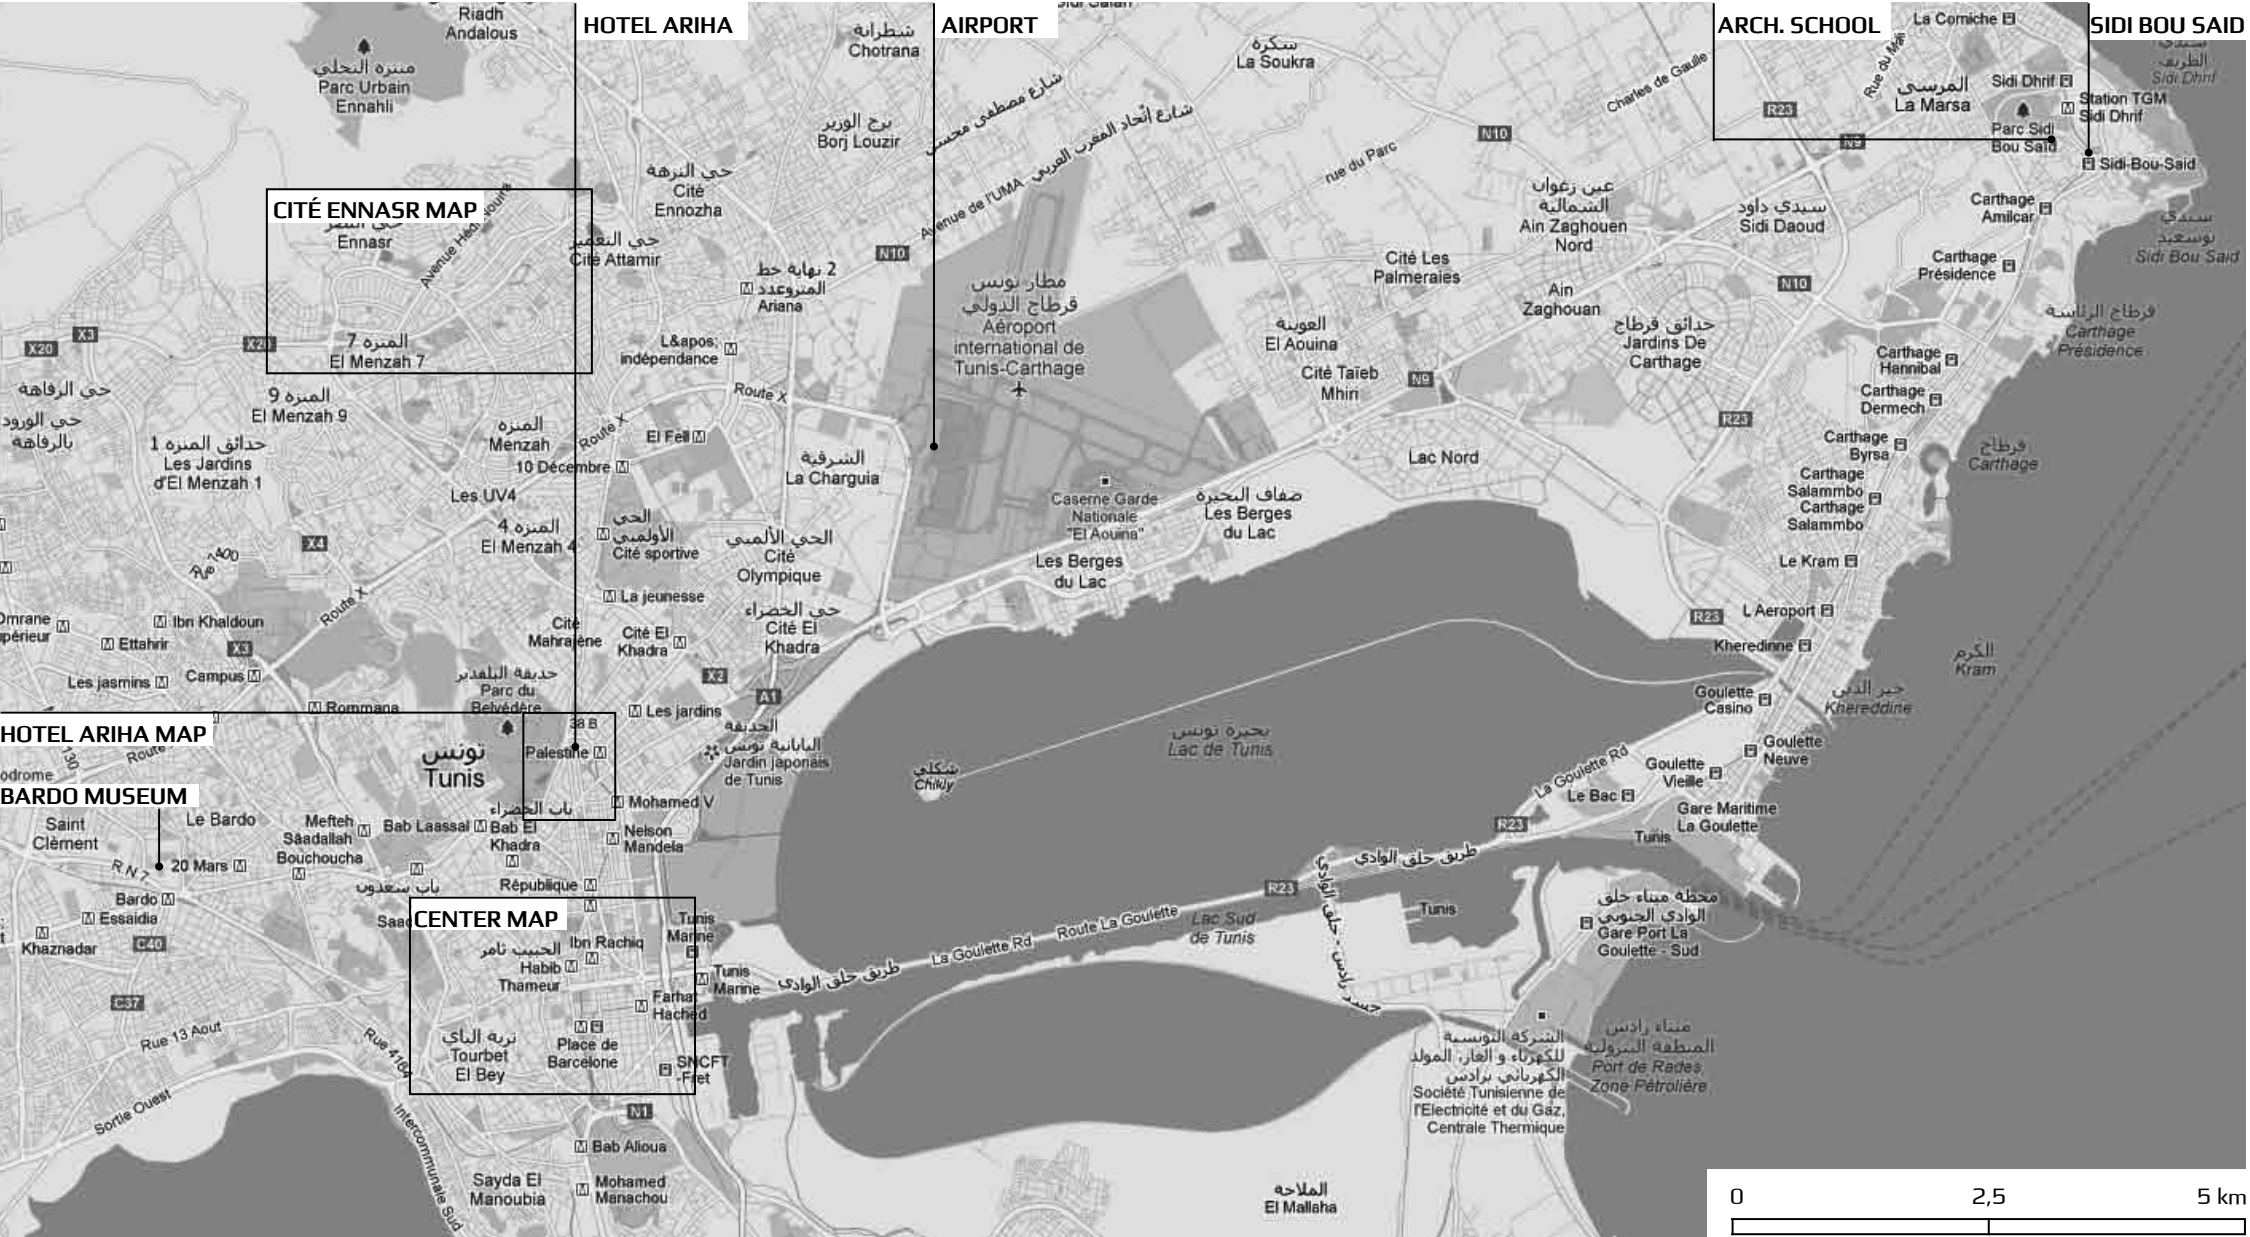 HOTEL ARIHA
AIRPORT
ARCH. SCHOOL
SIDI BOU SAID
CITÉ ENNASR MAP
HOTEL ARIHA MAP
BARDO MUSEUM
CENTER MAP
Riadh
Andalous
منتزه النحلي
Parc Urbain
Ennahli
شطرانة
Chotrana
سكرة
La Soukra
Charles de Gaulle
Rue du Mali
La Corniche
المرسى
La Marsa
Sidi Dhrif
Station TGM
Sidi Dhrif
Sidi Dhrif
Parc Sidi
Bou Said
Sidi-Bou-Said
R23
N9
N10
برج الوزير
Borj Louzir
شارع مصطفى محسن
Avenue de l'UMA - شارع إتّحاد المغرب العربي
rue du Parc
حي النزهة
Cité
Ennozha
Ennasr
حي التعمير
Cité Attamir
2 نهاية خط
المتروعدد
Ariana
N10
مطار تونس
قرطاج الدولي
Aéroport
international de
Tunis-Carthage
عين زغوان
الشمالية
Ain Zaghouen
Nord
سيدي داود
Sidi Daoud
Carthage
Amilcar
سيدي
بوسعيد
Sidi Bou Said
Cité Les
Palmeraies
Ain
Zaghouan
N10
Carthage
Présidence
قرطاج الرئاسة
Carthage
Présidence
العوينة
El Aouina
Cité Taïeb
Mhiri
N9
حدائق قرطاج
Jardins De
Carthage
Carthage
Hannibal
Carthage
Dermech
X3
X20
المنزه 7
El Menzah 7
L&apos;
indépendance
Route X
حي الرفاهة
المنزه 9
El Menzah 9
حي الورود
بالرفاهة
حدائق المنزه 1
Les Jardins
d'El Menzah 1
المنزه
Menzah
Route X
El Fell
10 Décembre
Les UV4
الشرقية
La Charguia
Lac Nord
R23
Carthage
Byrsa
قرطاج
Carthage
Carthage
Salammbo
Carthage
Salammbo
Caserne Garde
Nationale
"El Aouina"
ضفاف البحيرة
Les Berges
du Lac
Les Berges
du Lac
المنزه 4
El Menzah 4
الحي
الأولمبي
Cité sportive
الحي الألمبي
Cité
Olympique
X4
Rue 7400
Route X
La jeunesse
حي الخضراء
Cité El
Khadra
Cité
Mahrajène
Cité El
Khadra
Le Kram
L Aeroport
R23
Kheredinne
الكرم
Kram
خير الدين
Khereddine
Goulette
Casino
Goulette
Neuve
Goulette
Vieille
La Goulette Rd
Le Bac
Gare Maritime
La Goulette
R23
Tunis
Ibn Khaldoun
Ettahrir
X3
Les jasmins
Campus
Rommana
حديقة البلفدير
Parc du
Belvédère
X2
A1
Les jardins
الحديقة
اليابانية تونس
Jardin japonais
de Tunis
38 B
Palestine
تونس
Tunis
Mohamed V
باب الخضراء
Bab El
Khadra
Nelson
Mandela
شكلي
Chikly
بحيرة تونس
Lac de Tunis
Saint
Clément
Le Bardo
Mefteh
Sâadallah
Bab Laassal
Bouchoucha
R.N 7
20 Mars
باب سعدون
République
Bardo
Essaidia
Khaznadar
C40
C37
Rue 13 Aout
Rue 4164
Sortie Ouest
Intercommunale Sud
الحبيب ثامر
Habib
Thameur
Ibn Rachiq
Tunis
Marine
Tunis
Marine
Farhat
Hached
تربة الباي
Tourbet
El Bey
Place de
Barcelone
SNCFT
-Fret
N1
Bab Alioua
Sayda El
Manoubia
Mohamed
Manachou
طريق حلق الوادي
La Goulette Rd
Route La Goulette
R23
طريق حلق الوادي
Lac Sud
de Tunis
جسر رادس - حلق الوادي
Tunis
محطة ميناء حلق
الوادي الجنوبي
Gare Port La
Goulette - Sud
ميناء رادس
المنطقة البترولية
Port de Rades
Zone Pétrolière
الشركة التونسية
للكهرباء و الغاز، المولد
الكهربائي برادس
Société Tunisienne de
l'Electricité et du Gaz,
Centrale Thermique
الملاحة
El Mallaha
0 2,5 5 km